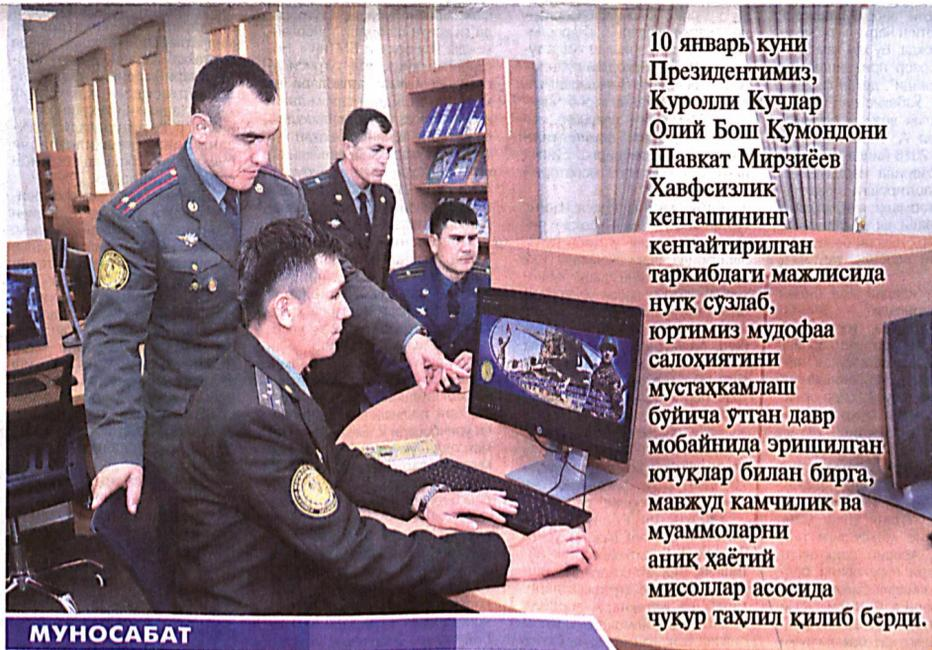 10 январь куни
Президентимиз,
Қуролли Кучлар
Олий Бош Қўмондони
Шавкат Мирзиёев
Хавфсизлик
кенгашининг
кенгайтирилган
таркибдаги мажлисида
нутқ сўзлаб,
юртимиз мудофаа
салоҳиятини
мустаҳкамлаш
бўйича ўтган давр
мобайнида эришилган
ютуқлар билан бирга,
мавжуд камчилик ва
муаммоларни
аниқ ҳаётий
мисоллар асосида
чуқур таҳлил қилиб берди.
МУНОСАБАТ